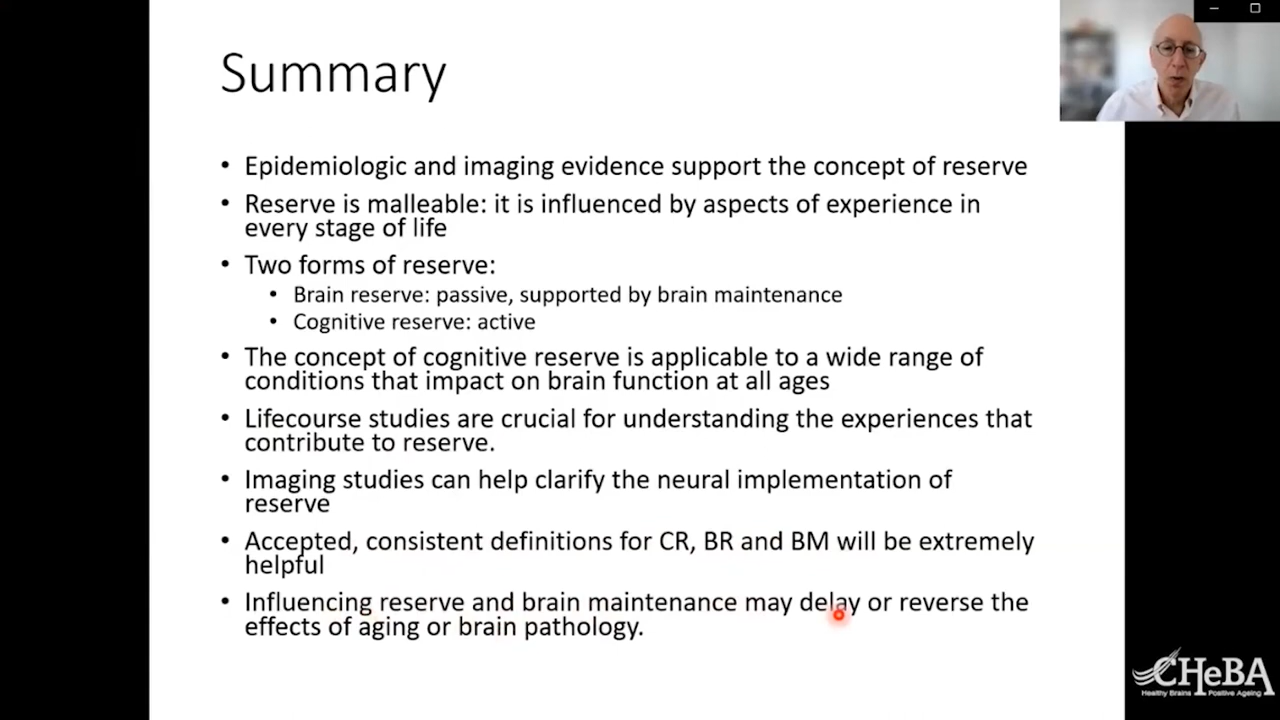 Summary
• Epidemiologic and imaging evidence support the concept of reserve
• Reserve is malleable: it is influenced by aspects of experience in
every stage of life
• Two forms of reserve:
• Brain reserve: passive, supported by brain maintenance
• Cognitive reserve: active
• The concept of cognitive reserve is applicable to a wide range of
conditions that impact on brain function at all ages
• Lifecourse studies are crucial for understanding the experiences that
contribute to reserve.
• Imaging studies can help clarify the neural implementation of
reserve
• Accepted, consistent definitions for CR, BR and BM will be extremely
helpful
• Influencing reserve and brain maintenance may delay or reverse the
effects of aging or brain pathology.
CHeBA
Healthy Brains Positive Ageing